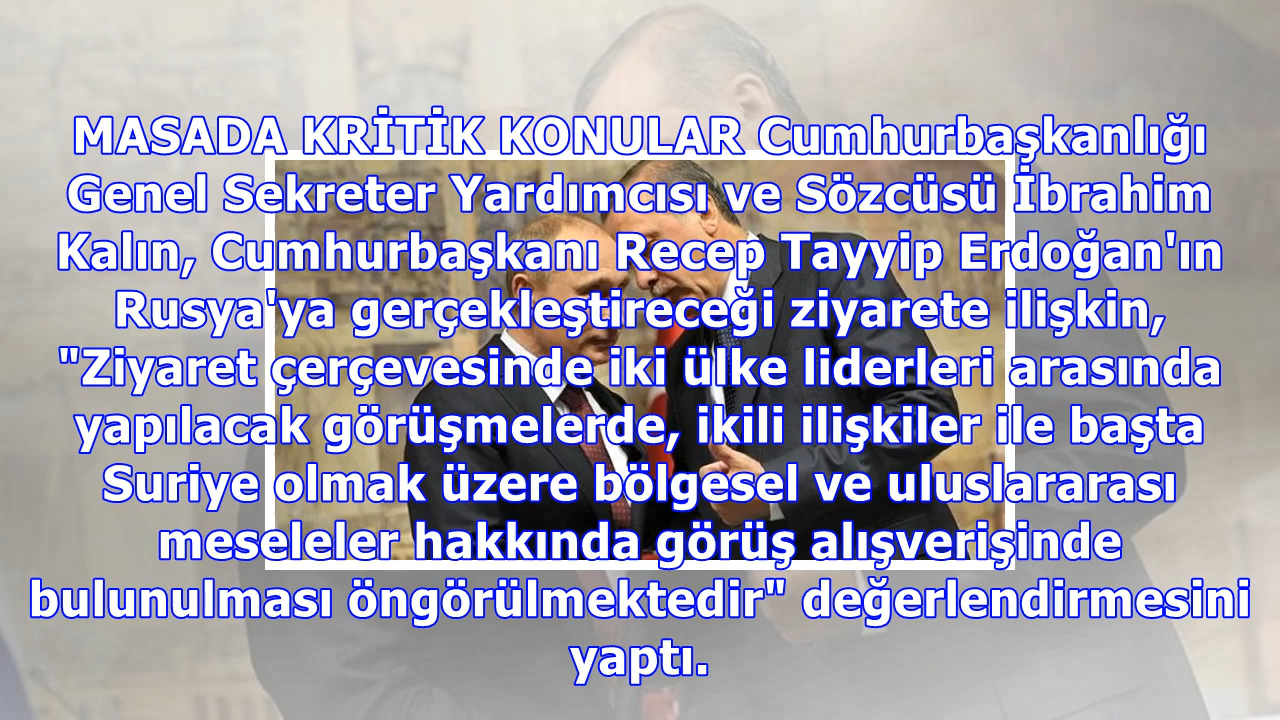 MASADA KRİTİK KONULAR Cumhurbaşkanlığı
Genel Sekreter Yardımcısı ve Sözcüsü İbrahim
Kalın, Cumhurbaşkanı Recep Tayyip Erdoğan'ın
Rusya'ya gerçekleştireceği ziyarete ilişkin,
"Ziyaret çerçevesinde iki ülke liderleri arasında
yapılacak görüşmelerde, ikili ilişkiler ile başta
Suriye olmak üzere bölgesel ve uluslararası
meseleler hakkında görüş alışverişinde
bulunulması öngörülmektedir" değerlendirmesini
yaptı.